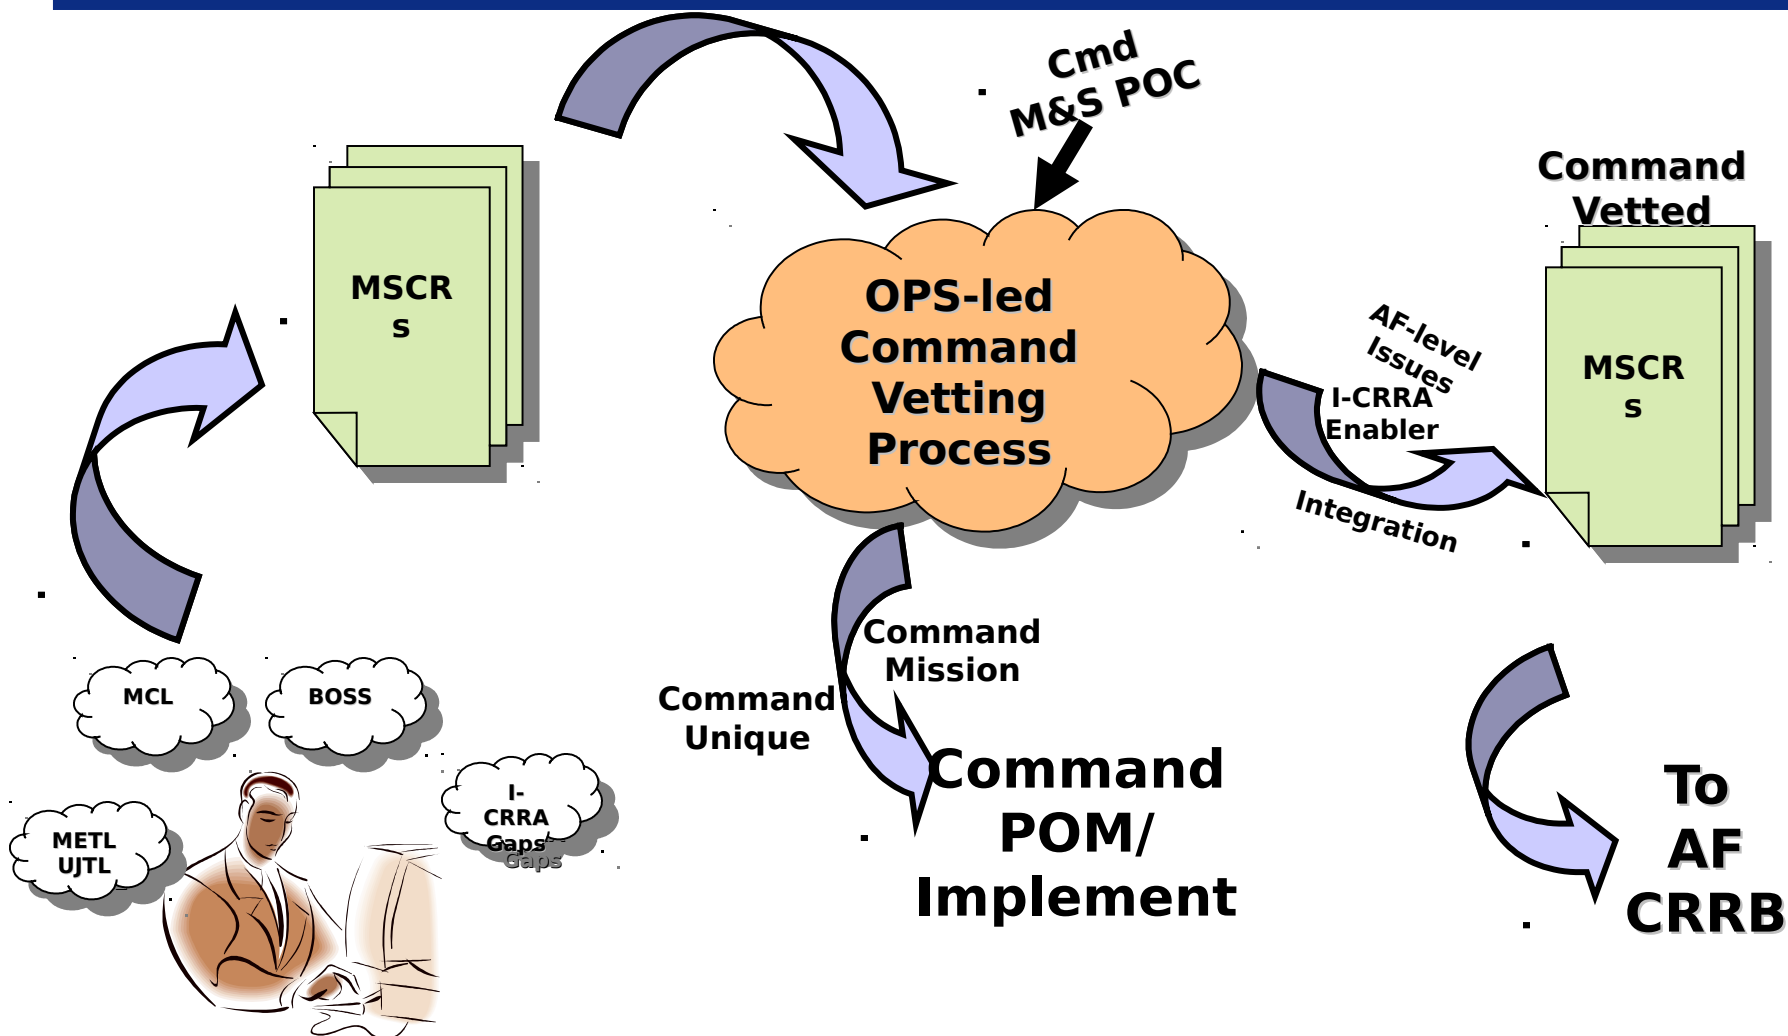 Cmd
M&S POC
Command
Vetted
MSCR
s
OPS-led
Command
Vetting
Process
AF-level
Issues
I-CRRA
Enabler
Integration
MSCR
s
Command
Mission
Command
Unique
MCL
BOSS
I-
CRRA
Gaps
METL
UJTL
Command
POM/
Implement
To
AF
CRRB